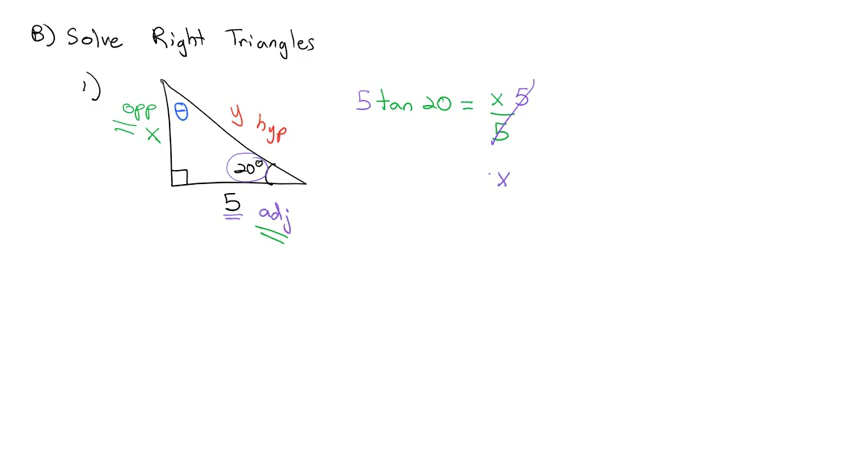 B) Solve Right Triangles
1)
opp
x
θ
y hyp
20°
5 adj
5 tan 20 = x 5
5
x